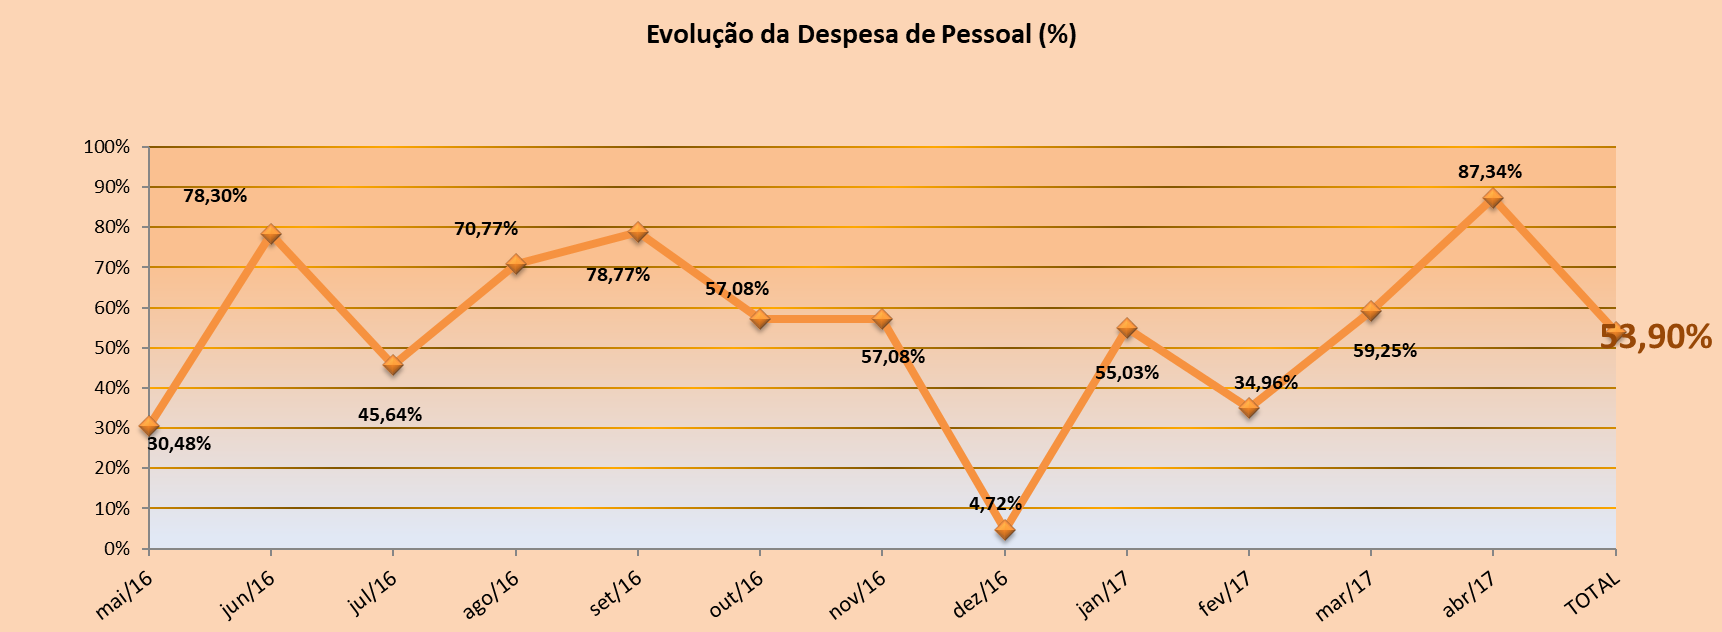 Evolução da Despesa de Pessoal (%)
100%
90%
80%
70%
60%
50%
40%
30%
20%
10%
0%
30,48%
78,30%
45,64%
70,77%
78,77%
57,08%
57,08%
4,72%
55,03%
34,96%
59,25%
87,34%
53,90%
mai/16
jun/16
jul/16
ago/16
set/16
out/16
nov/16
dez/16
jan/17
fev/17
mar/17
abr/17
TOTAL